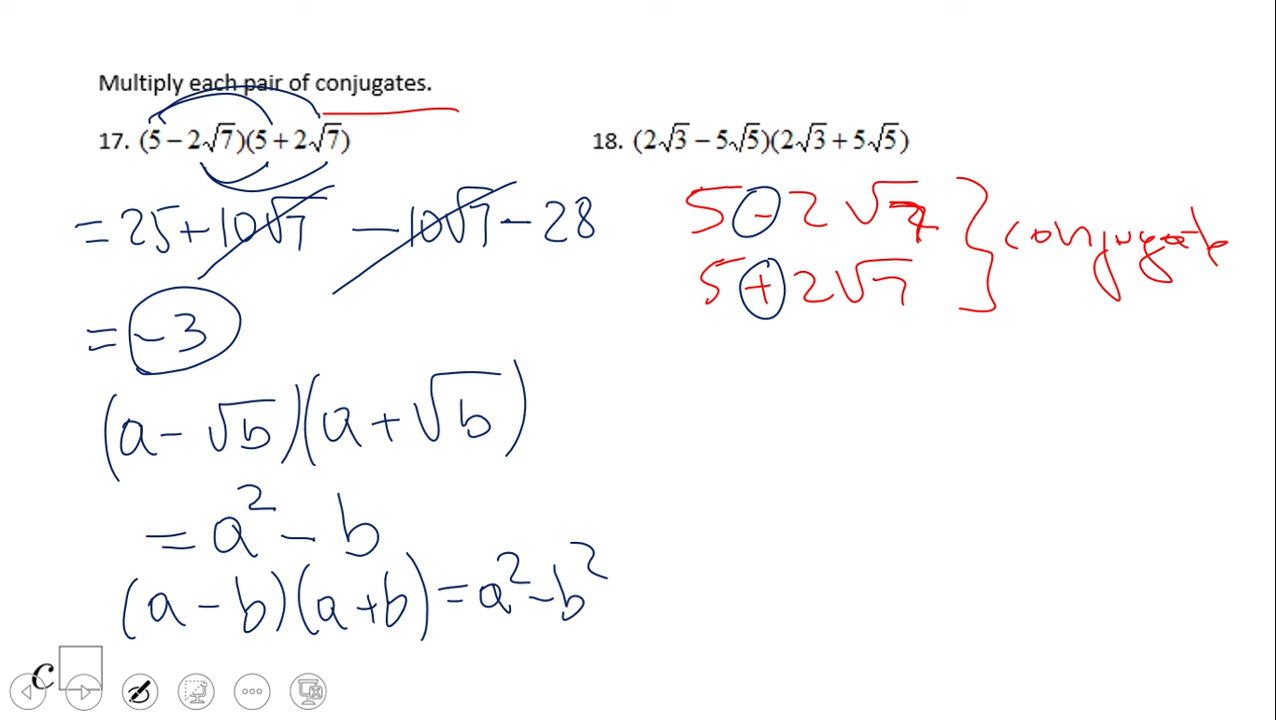 Multiply each pair of conjugates.
17. (5 − 2√7)(5 + 2√7)
= 25 + 10√7 − 10√7 − 28
= −3
(a − √b)(a + √b)
= a² − b
(a − b)(a + b) = a² − b²
c
18. (2√3 − 5√5)(2√3 + 5√5)
5 − 2√7
5 + 2√7
conjugate